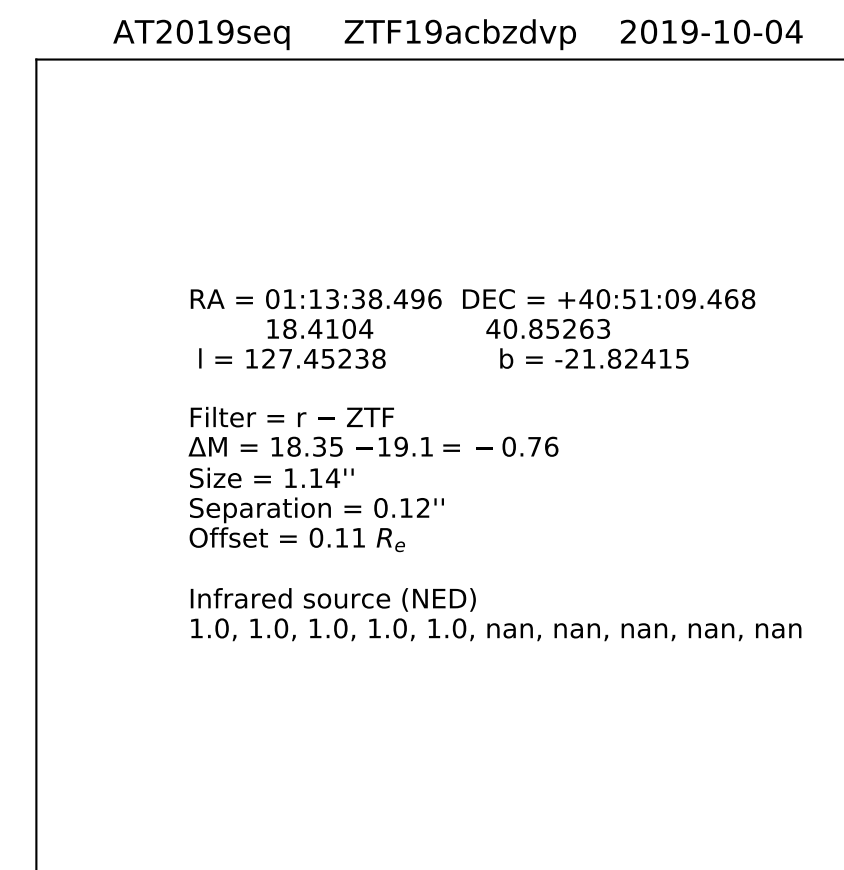 AT2019seq ZTF19acbzdvp 2019-10-04
RA = 01:13:38.496 DEC = +40:51:09.468
18.4104 40.85263
l = 127.45238 b = -21.82415
Filter = r − ZTF
ΔM = 18.35 −19.1 = − 0.76
Size = 1.14''
Separation = 0.12''
Offset = 0.11 Rₑ
Infrared source (NED)
1.0, 1.0, 1.0, 1.0, 1.0, nan, nan, nan, nan, nan